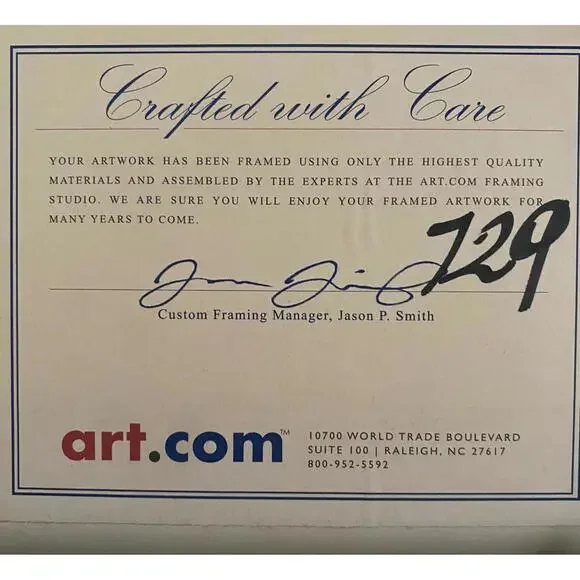 Crafted with Care
YOUR ARTWORK HAS BEEN FRAMED USING ONLY THE HIGHEST QUALITY
MATERIALS AND ASSEMBLED BY THE EXPERTS AT THE ART.COM FRAMING
STUDIO. WE ARE SURE YOU WILL ENJOY YOUR FRAMED ARTWORK FOR
MANY YEARS TO COME.
729
Custom Framing Manager, Jason P. Smith
art.com™
10700 WORLD TRADE BOULEVARD
SUITE 100 | RALEIGH, NC 27617
800-952-5592